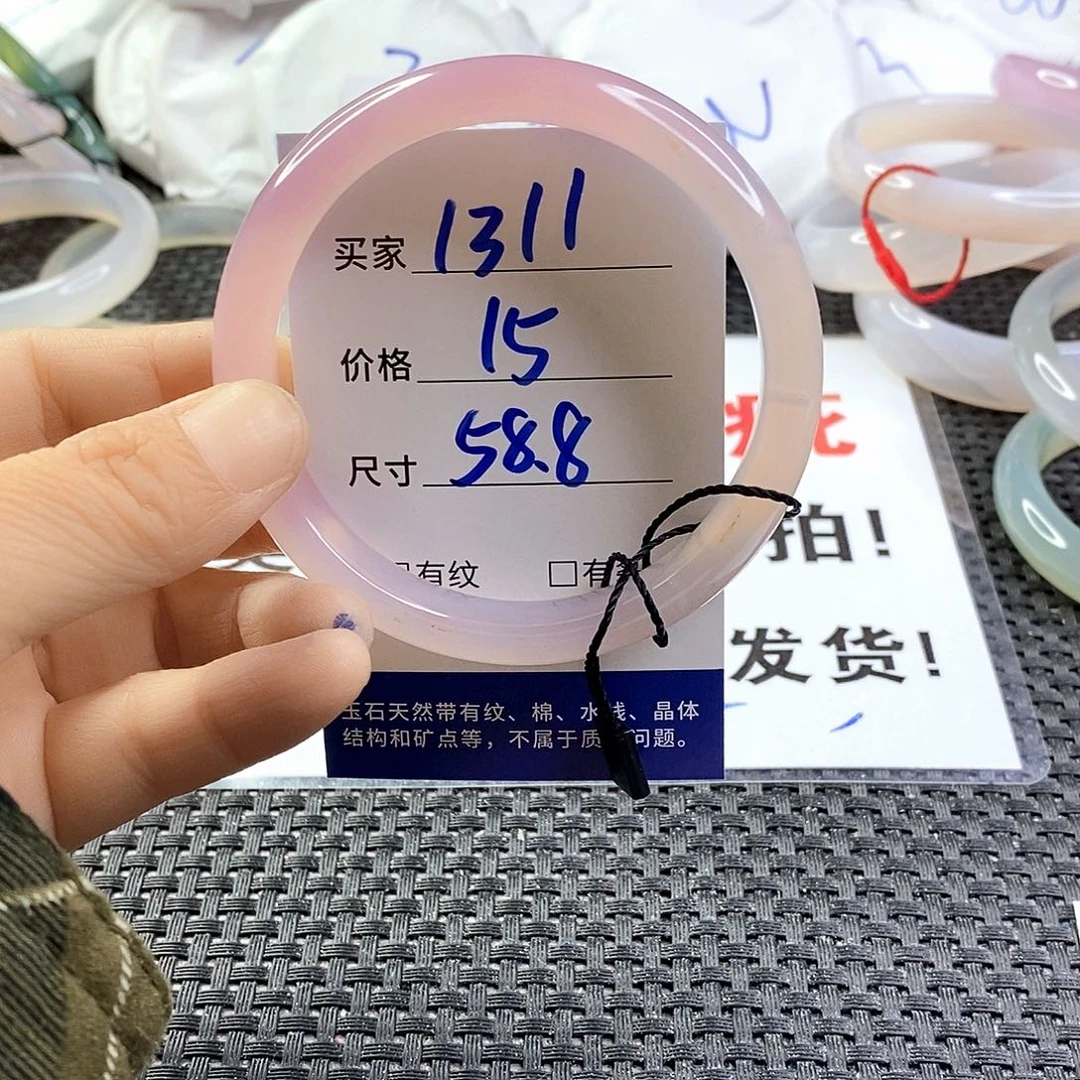 买家 1311
价格 15
尺寸 58.8
有纹 □有
玉石天然带有纹、棉、水线、晶体
结构和矿点等，不属于质 问题。
拍！
发货！